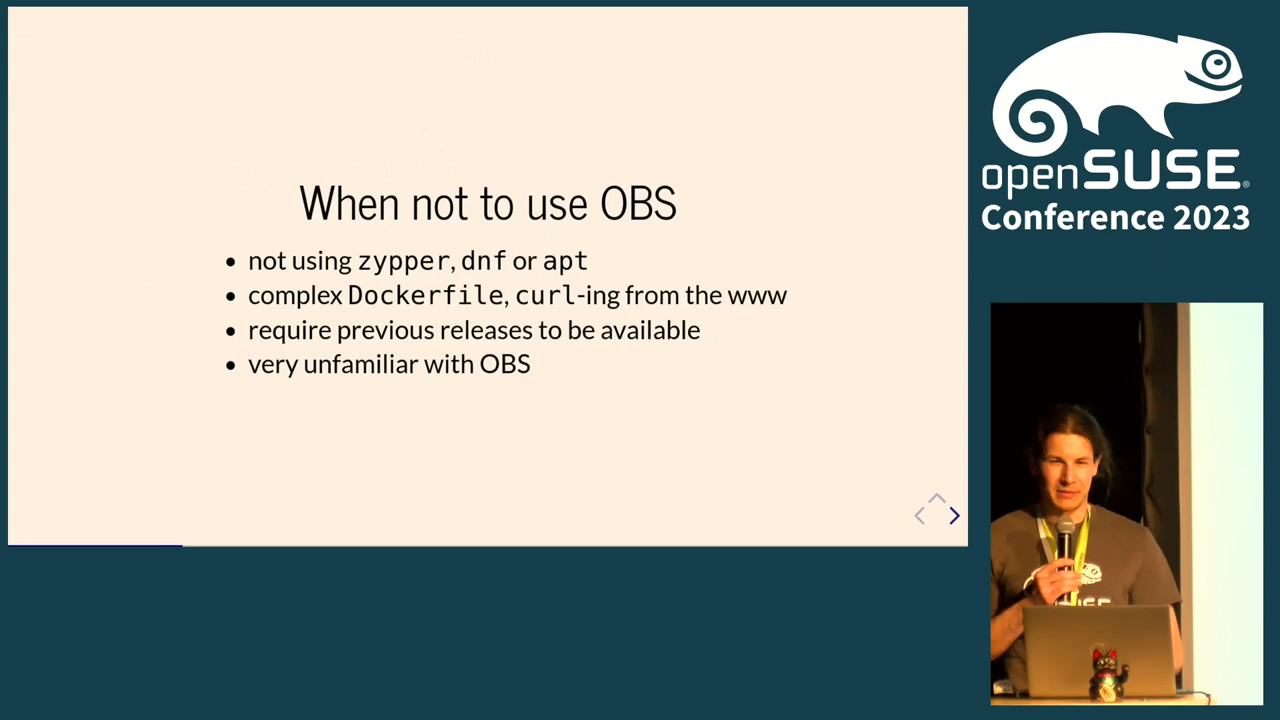 When not to use OBS
not using zypper, dnf or apt
complex Dockerfile, curl-ing from the www
require previous releases to be available
very unfamiliar with OBS
openSUSE®
Conference 2023